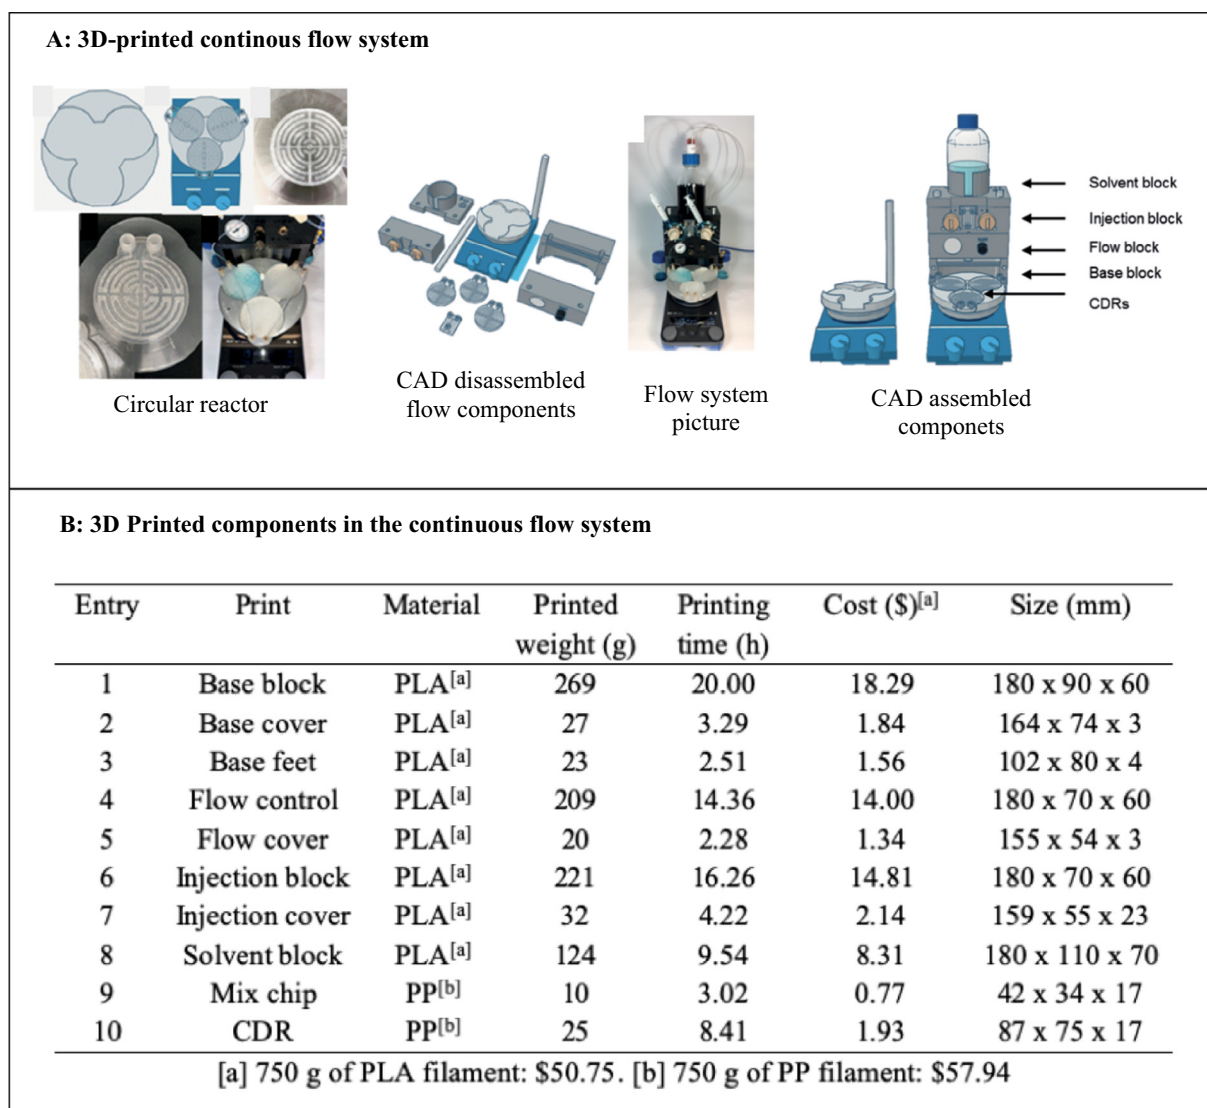 A: 3D-printed continous flow system
Solvent block
Injection block
Flow block
Base block
CDRs
Circular reactor
CAD disassembled
flow components
Flow system
picture
CAD assembled
componets
B: 3D Printed components in the continuous flow system
Entry Print Material Printed weight (g) Printing time (h) Cost ($)[a] Size (mm)
1 Base block PLA[a] 269 20.00 18.29 180 x 90 x 60
2 Base cover PLA[a] 27 3.29 1.84 164 x 74 x 3
3 Base feet PLA[a] 23 2.51 1.56 102 x 80 x 4
4 Flow control PLA[a] 209 14.36 14.00 180 x 70 x 60
5 Flow cover PLA[a] 20 2.28 1.34 155 x 54 x 3
6 Injection block PLA[a] 221 16.26 14.81 180 x 70 x 60
7 Injection cover PLA[a] 32 4.22 2.14 159 x 55 x 23
8 Solvent block PLA[a] 124 9.54 8.31 180 x 110 x 70
9 Mix chip PP[b] 10 3.02 0.77 42 x 34 x 17
10 CDR PP[b] 25 8.41 1.93 87 x 75 x 17
[a] 750 g of PLA filament: $50.75. [b] 750 g of PP filament: $57.94